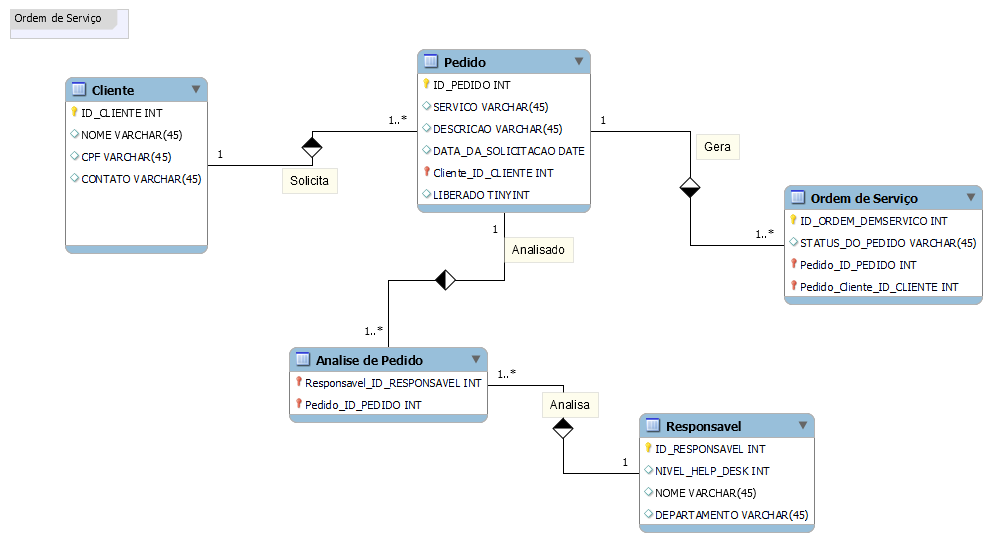 Ordem de Serviço
Cliente
ID_CLIENTE INT
NOME VARCHAR(45)
CPF VARCHAR(45)
CONTATO VARCHAR(45)
1
Solicita
1..*
Pedido
ID_PEDIDO INT
SERVICO VARCHAR(45)
DESCRICAO VARCHAR(45)
DATA_DA_SOLICITACAO DATE
Cliente_ID_CLIENTE INT
LIBERADO TINYINT
1
Gera
1..*
Ordem de Serviço
ID_ORDEM_DEMSERVICO INT
STATUS_DO_PEDIDO VARCHAR(45)
Pedido_ID_PEDIDO INT
Pedido_Cliente_ID_CLIENTE INT
1
Analisado
1..*
Analise de Pedido
Responsavel_ID_RESPONSAVEL INT
Pedido_ID_PEDIDO INT
1..*
Analisa
1
Responsavel
ID_RESPONSAVEL INT
NIVEL_HELP_DESK INT
NOME VARCHAR(45)
DEPARTAMENTO VARCHAR(45)